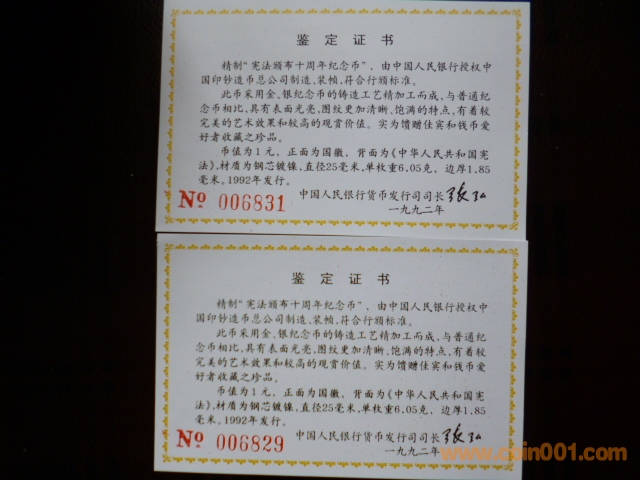 鉴定证书
精制“宪法颁布十周年纪念币”，由中国人民银行授权中
国印钞造币总公司制造、装帧，符合行颁标准。
此币采用金、银纪念币的铸造工艺精加工而成，与普通纪
念币相比，具有表面光亮，图纹更加清晰、饱满的特点，有着较
完美的艺术效果和较高的观赏价值。实为馈赠佳宾和钱币爱
好者收藏之珍品。
币值为1元，正面为国徽，背面为《中华人民共和国宪
法》，材质为钢芯镀镍，直径25毫米，单枚重6.05克，边厚1.85
毫米。1992年发行。
中国人民银行货币发行司司长
一九九二年
№ 006831
鉴定证书
精制“宪法颁布十周年纪念币”，由中国人民银行授权中
国印钞造币总公司制造、装帧，符合行颁标准。
此币采用金、银纪念币的铸造工艺精加工而成，与普通纪
念币相比，具有表面光亮，图纹更加清晰、饱满的特点，有着较
完美的艺术效果和较高的观赏价值。实为馈赠佳宾和钱币爱
好者收藏之珍品。
币值为1元，正面为国徽，背面为《中华人民共和国宪
法》，材质为钢芯镀镍，直径25毫米，单枚重6.05克，边厚1.85
毫米。1992年发行。
中国人民银行货币发行司司长
一九九二年
№ 006829
www.coin001.com